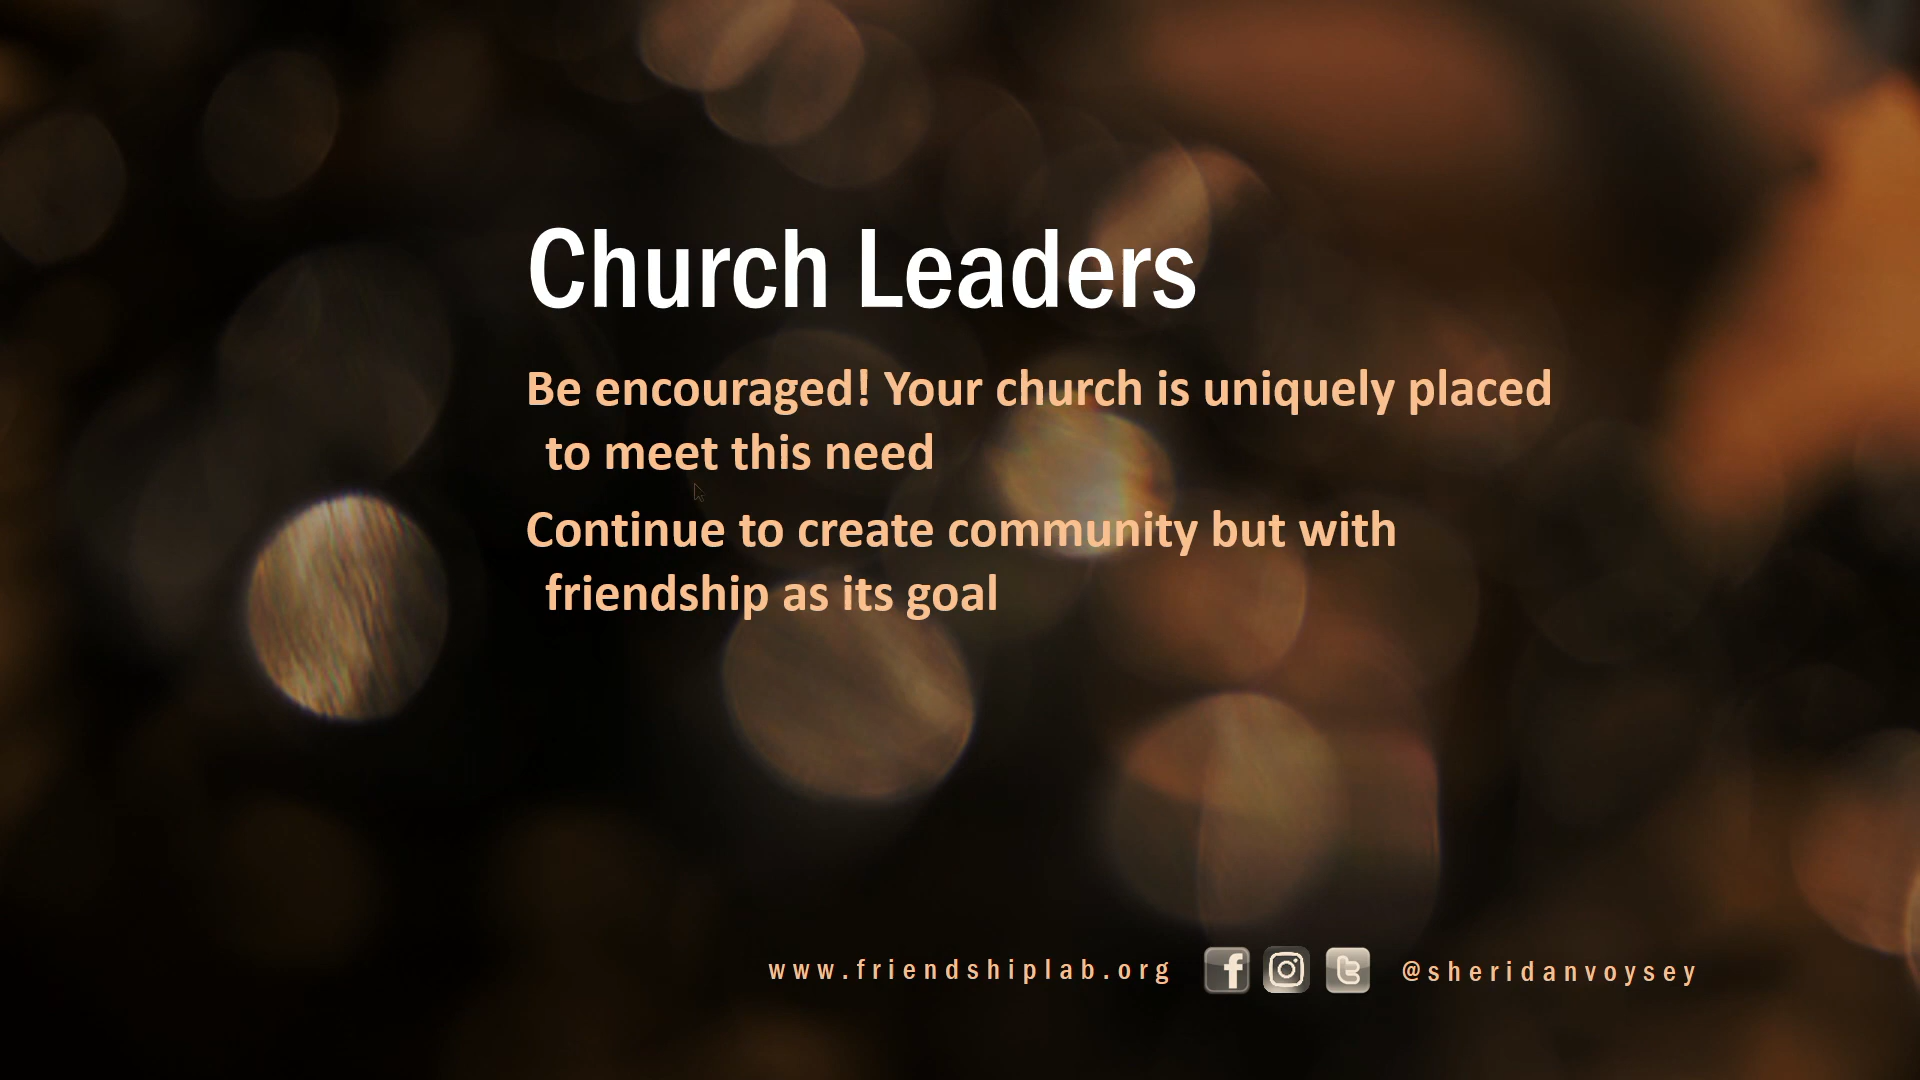 Church Leaders
Be encouraged! Your church is uniquely placed
to meet this need
Continue to create community but with
friendship as its goal
www.friendshiplab.org @sheridanvoysey